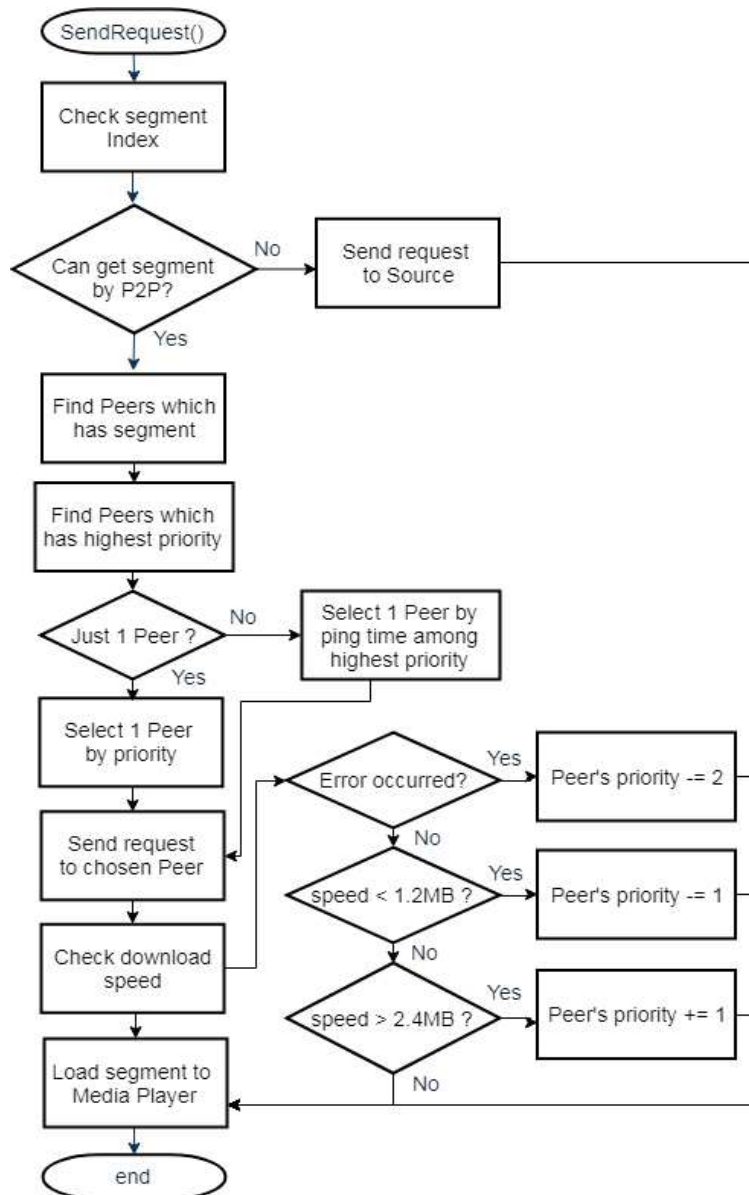 SendRequest()
Check segment
Index
Can get segment
by P2P?
No
Send request
to Source
Yes
Find Peers which
has segment
Find Peers which
has highest priority
Just 1 Peer ?
No
Select 1 Peer by
ping time among
highest priority
Yes
Select 1 Peer
by priority
Send request
to chosen Peer
Check download
speed
Error occurred?
Yes
Peer's priority -= 2
No
speed < 1.2MB ?
Yes
Peer's priority -= 1
No
speed > 2.4MB ?
Yes
Peer's priority += 1
No
Load segment to
Media Player
end